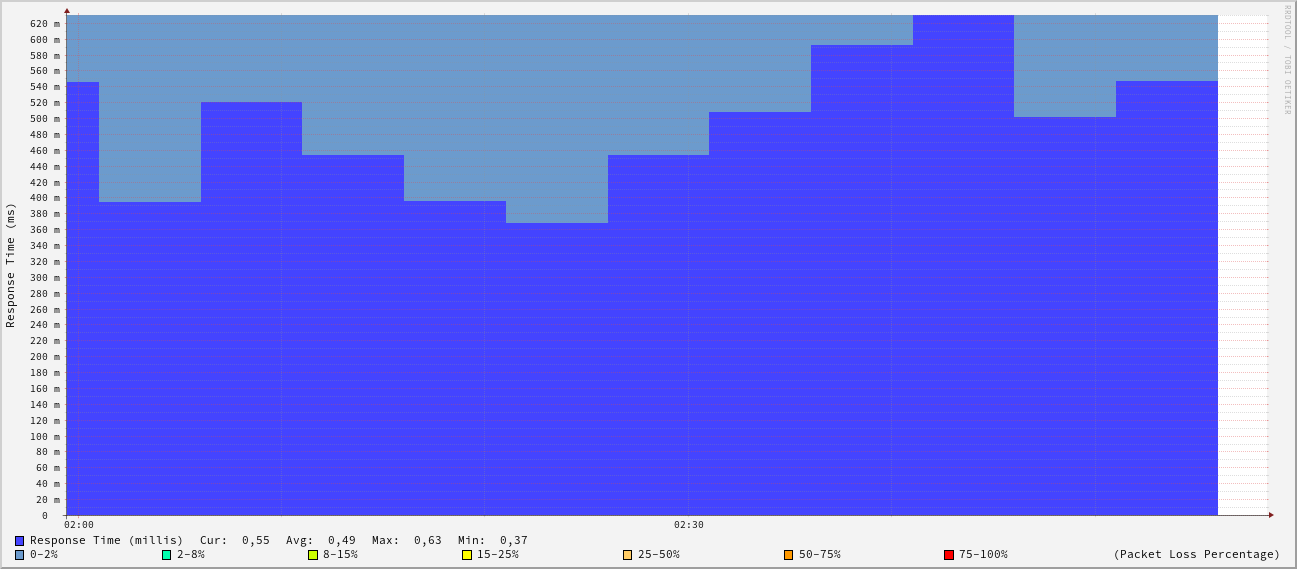 RRDTOOL / TOBI OETIKER
Response Time (ms)
620 m
600 m
580 m
560 m
540 m
520 m
500 m
480 m
460 m
440 m
420 m
400 m
380 m
360 m
340 m
320 m
300 m
280 m
260 m
240 m
220 m
200 m
180 m
160 m
140 m
120 m
100 m
80 m
60 m
40 m
20 m
0
02:00 02:30
Response Time (millis) Cur: 0,55 Avg: 0,49 Max: 0,63 Min: 0,37
0-2% 2-8% 8-15% 15-25% 25-50% 50-75% 75-100% (Packet Loss Percentage)